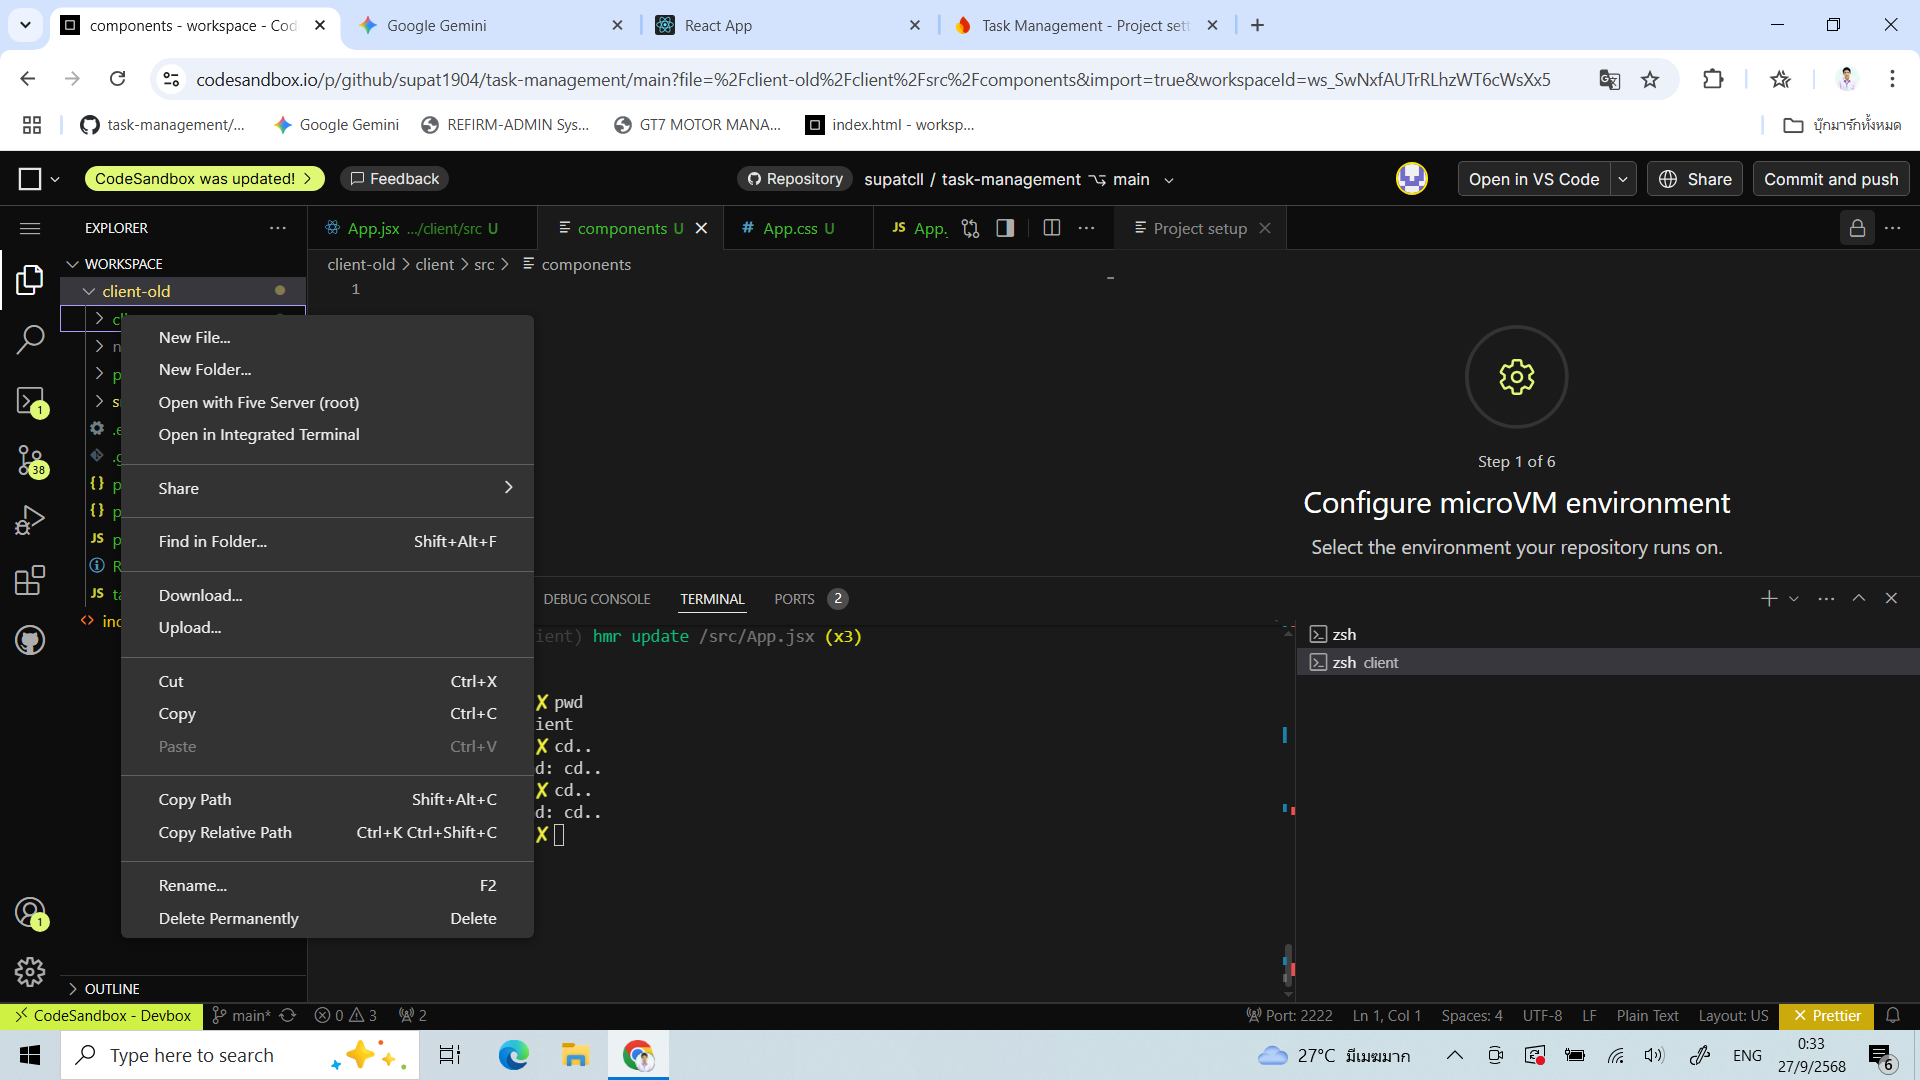 components - workspace - Cod
Google Gemini
React App
Task Management - Project sett
codesandbox.io/p/github/supat1904/task-management/main?file=%2Fclient-old%2Fclient%2Fsrc%2Fcomponents&import=true&workspaceId=ws_SwNxfAUTrRLhzWT6cWsXx5
task-management/...
Google Gemini
REFIRM-ADMIN Sys...
GT7 MOTOR MANA...
index.html - worksp...
บุ๊กมาร์กทั้งหมด
CodeSandbox was updated!
Feedback
Repository
supatcll / task-management
main
Open in VS Code
Share
Commit and push
EXPLORER
App.jsx .../client/src U
components U
# App.css U
JS App.
Project setup
WORKSPACE
client-old > client > src > components
client-old
1
New File...
New Folder...
Open with Five Server (root)
Open in Integrated Terminal
Share
Find in Folder... Shift+Alt+F
Download...
Upload...
Cut Ctrl+X
Copy Ctrl+C
Paste Ctrl+V
Copy Path Shift+Alt+C
Copy Relative Path Ctrl+K Ctrl+Shift+C
Rename... F2
Delete Permanently Delete
1
38
1
Step 1 of 6
Configure microVM environment
Select the environment your repository runs on.
DEBUG CONSOLE
TERMINAL
PORTS 2
ient) hmr update /src/App.jsx (x3)
✗ pwd
ient
✗ cd..
d: cd..
✗ cd..
d: cd..
✗
zsh
zsh client
OUTLINE
CodeSandbox - Devbox
main*
0
3
2
Port: 2222
Ln 1, Col 1
Spaces: 4
UTF-8
LF
Plain Text
Layout: US
Prettier
Type here to search
27°C มีเมฆมาก
ENG
0:33
27/9/2568
6